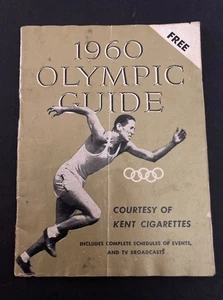 FREE
1960
OLYMPIC
GUIDE
COURTESY OF
KENT CIGARETTES
INCLUDES COMPLETE SCHEDULES OF EVENTS,
AND TV BROADCASTS